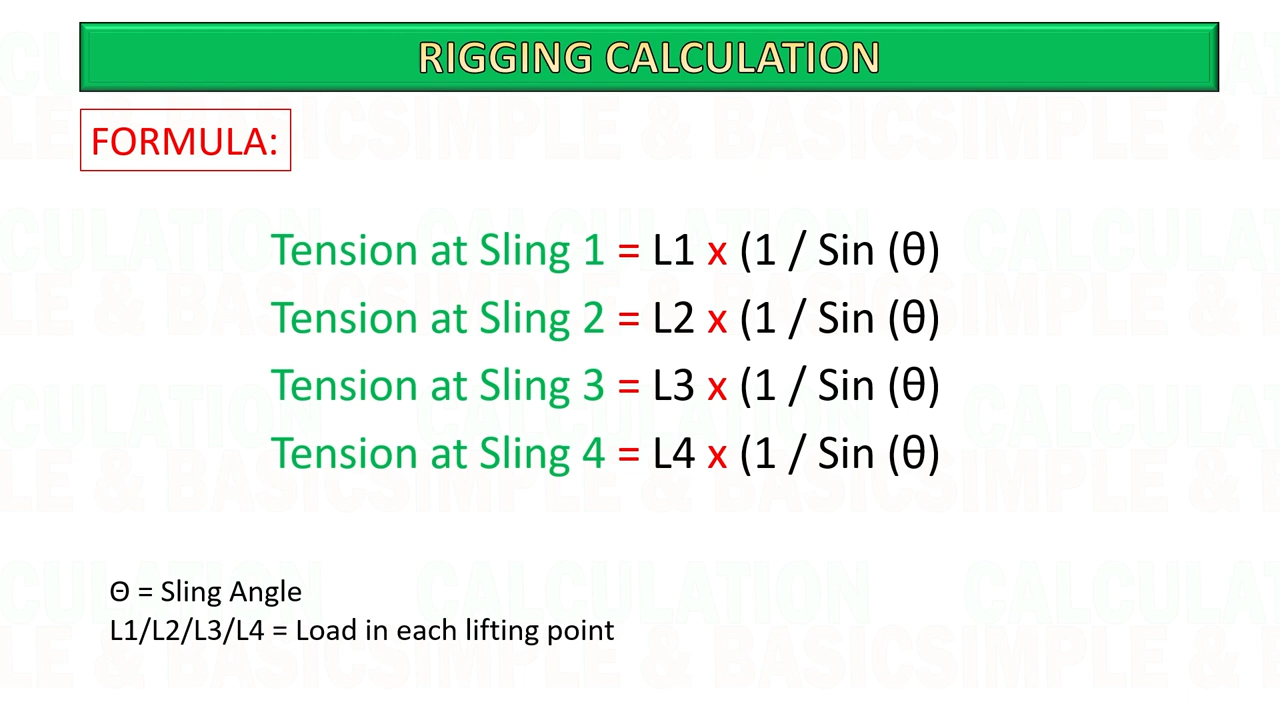 RIGGING CALCULATION
FORMULA:
Tension at Sling 1 = L1 x (1 / Sin (θ)
Tension at Sling 2 = L2 x (1 / Sin (θ)
Tension at Sling 3 = L3 x (1 / Sin (θ)
Tension at Sling 4 = L4 x (1 / Sin (θ)
Θ = Sling Angle
L1/L2/L3/L4 = Load in each lifting point